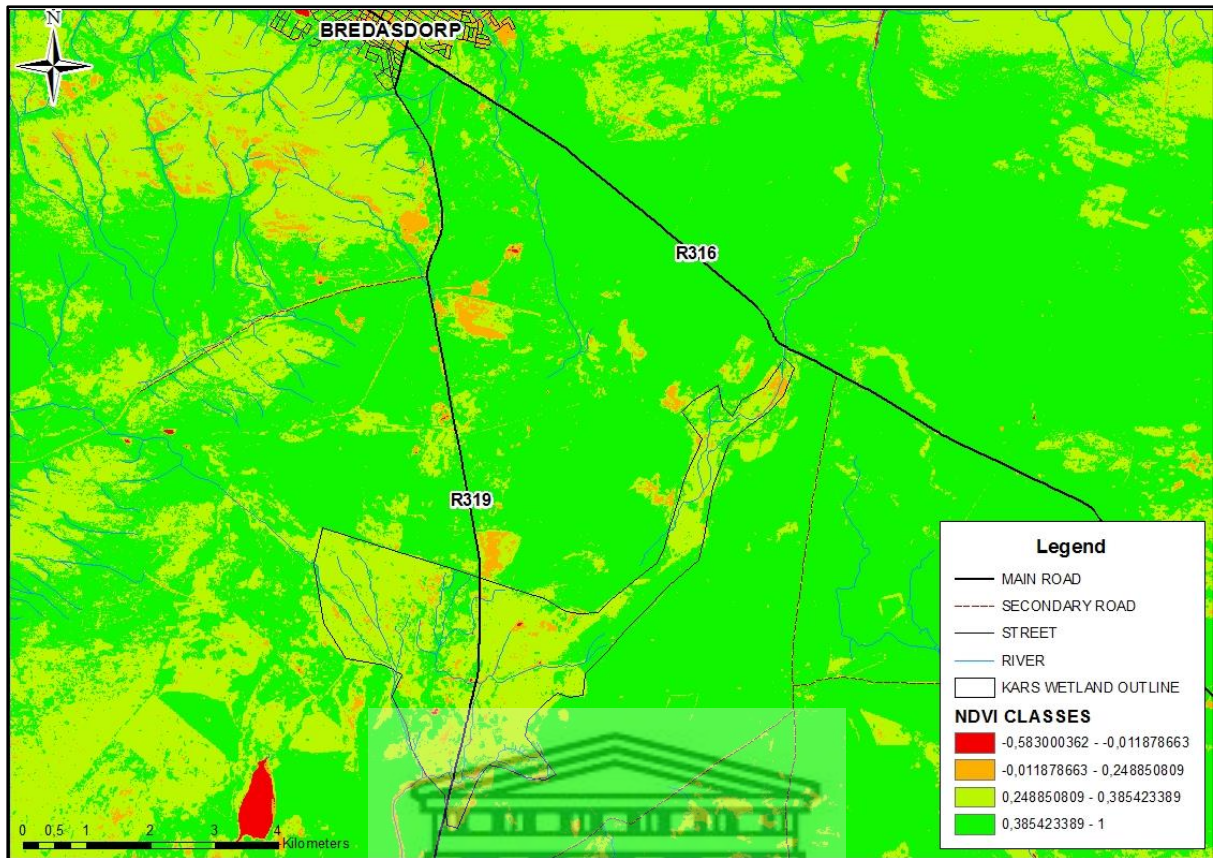 N
BREDASDORP
R316
R319
Legend
MAIN ROAD
SECONDARY ROAD
STREET
RIVER
KARS WETLAND OUTLINE
NDVI CLASSES
-0,583000362 - -0,011878663
-0,011878663 - 0,248850809
0,248850809 - 0,385423389
0,385423389 - 1
0 0,5 1 2 3 4
Kilometers